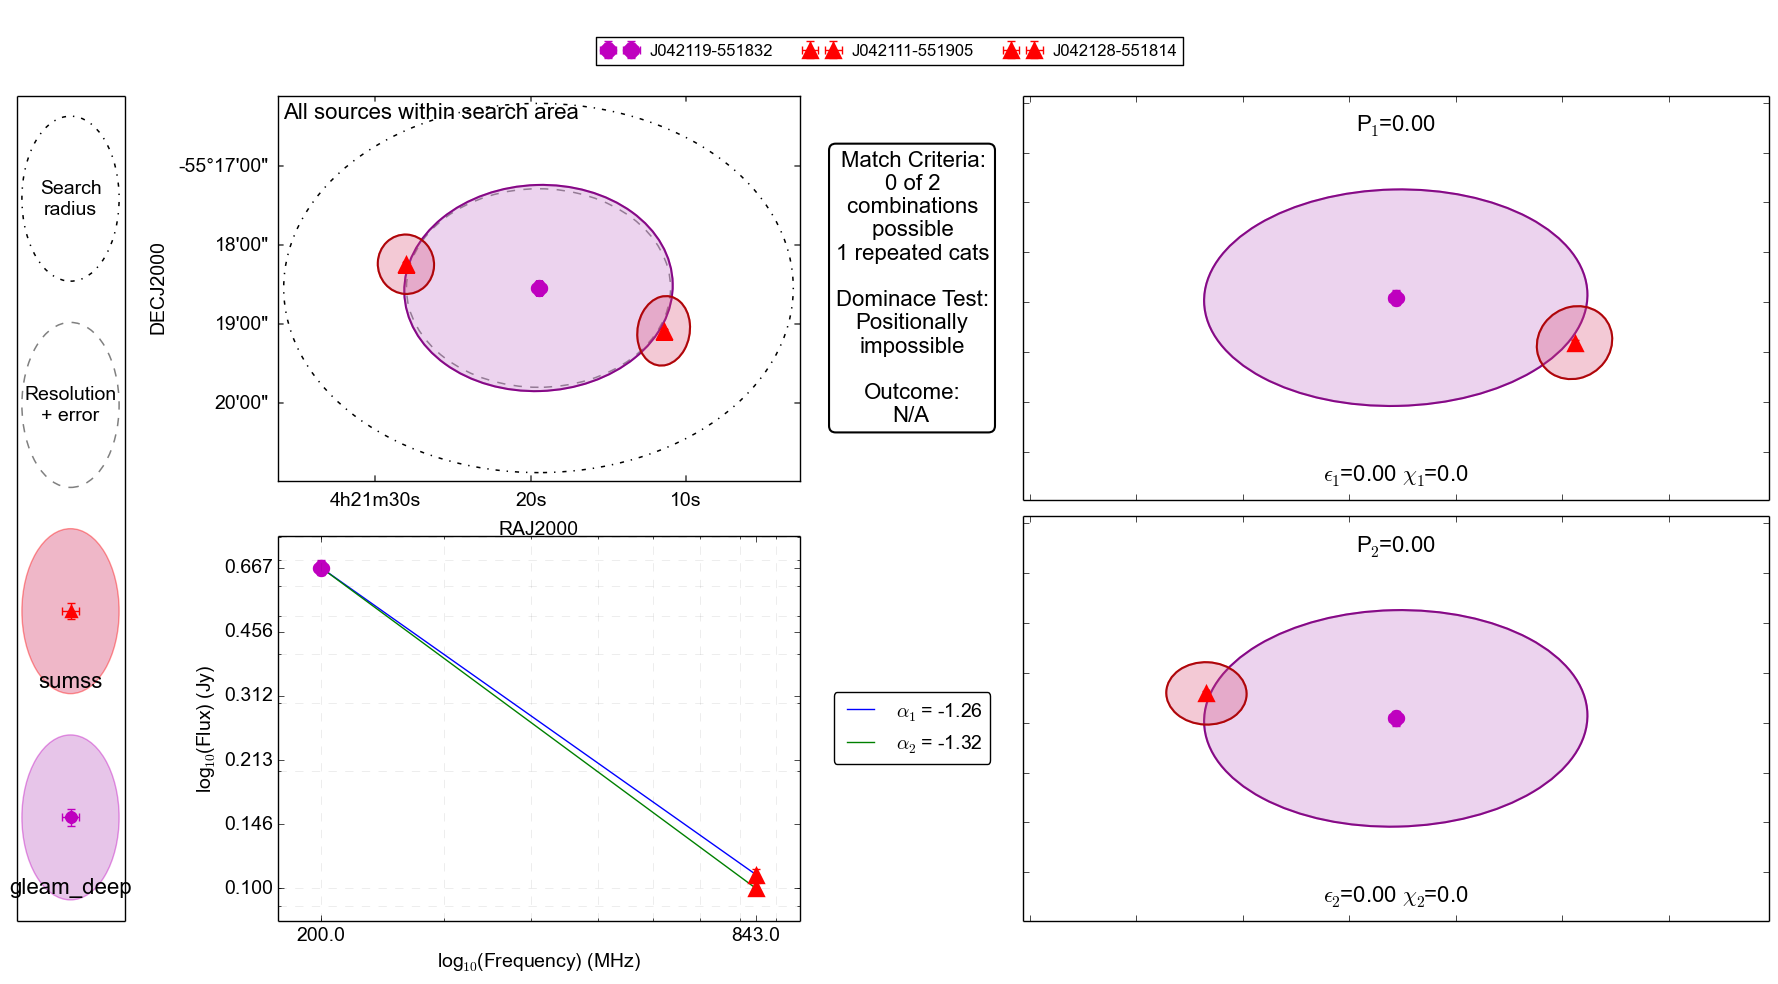 J042119-551832 J042111-551905 J042128-551814
Search
radius
Resolution
+ error
sumss
gleam_deep
All sources within search area
DECJ2000
-55°17'00"
18'00"
19'00"
20'00"
4h21m30s 20s 10s
RAJ2000
Match Criteria:
0 of 2
combinations
possible
1 repeated cats
Dominace Test:
Positionally
impossible
Outcome:
N/A
P₁=0.00
ϵ₁=0.00 χ₁=0.0
P₂=0.00
ϵ₂=0.00 χ₂=0.0
log₁₀(Flux) (Jy)
0.667
0.456
0.312
0.213
0.146
0.100
200.0 843.0
log₁₀(Frequency) (MHz)
α₁ = -1.26
α₂ = -1.32